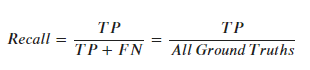 Recall = TP / (TP + FN) = TP / All Ground Truths